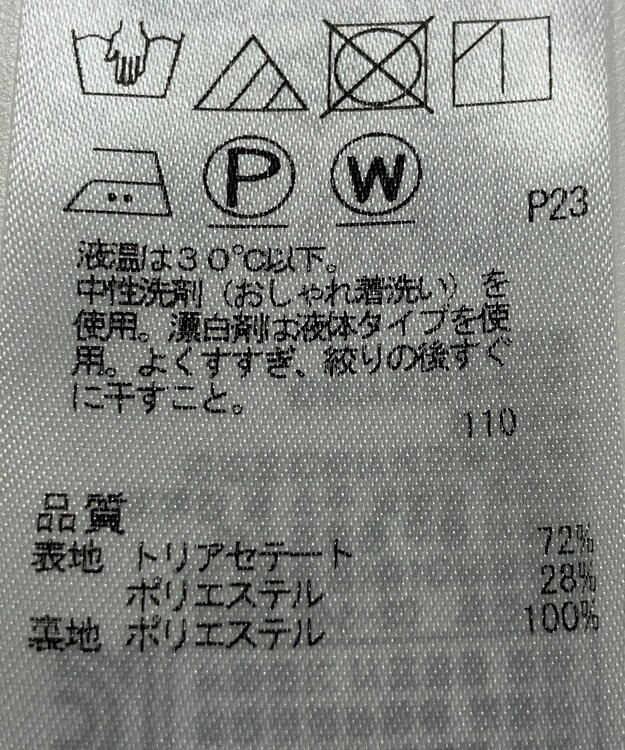 P W
P23
液温は30℃以下。
中性洗剤（おしゃれ着洗い）を
使用。漂白剤は液体タイプを使
用。よくすすぎ、絞りの後すぐ
に干すこと。
110
品質
表地 トリアセテート 72%
ポリエステル 28%
裏地 ポリエステル 100%